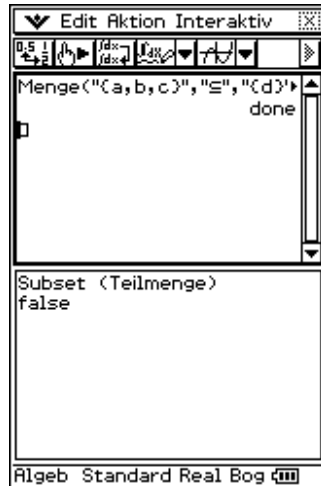 Edit Aktion Interaktiv
Menge("{a,b,c}","⊆","{d}"
done
Subset (Teilmenge)
false
Algeb Standard Real Bog